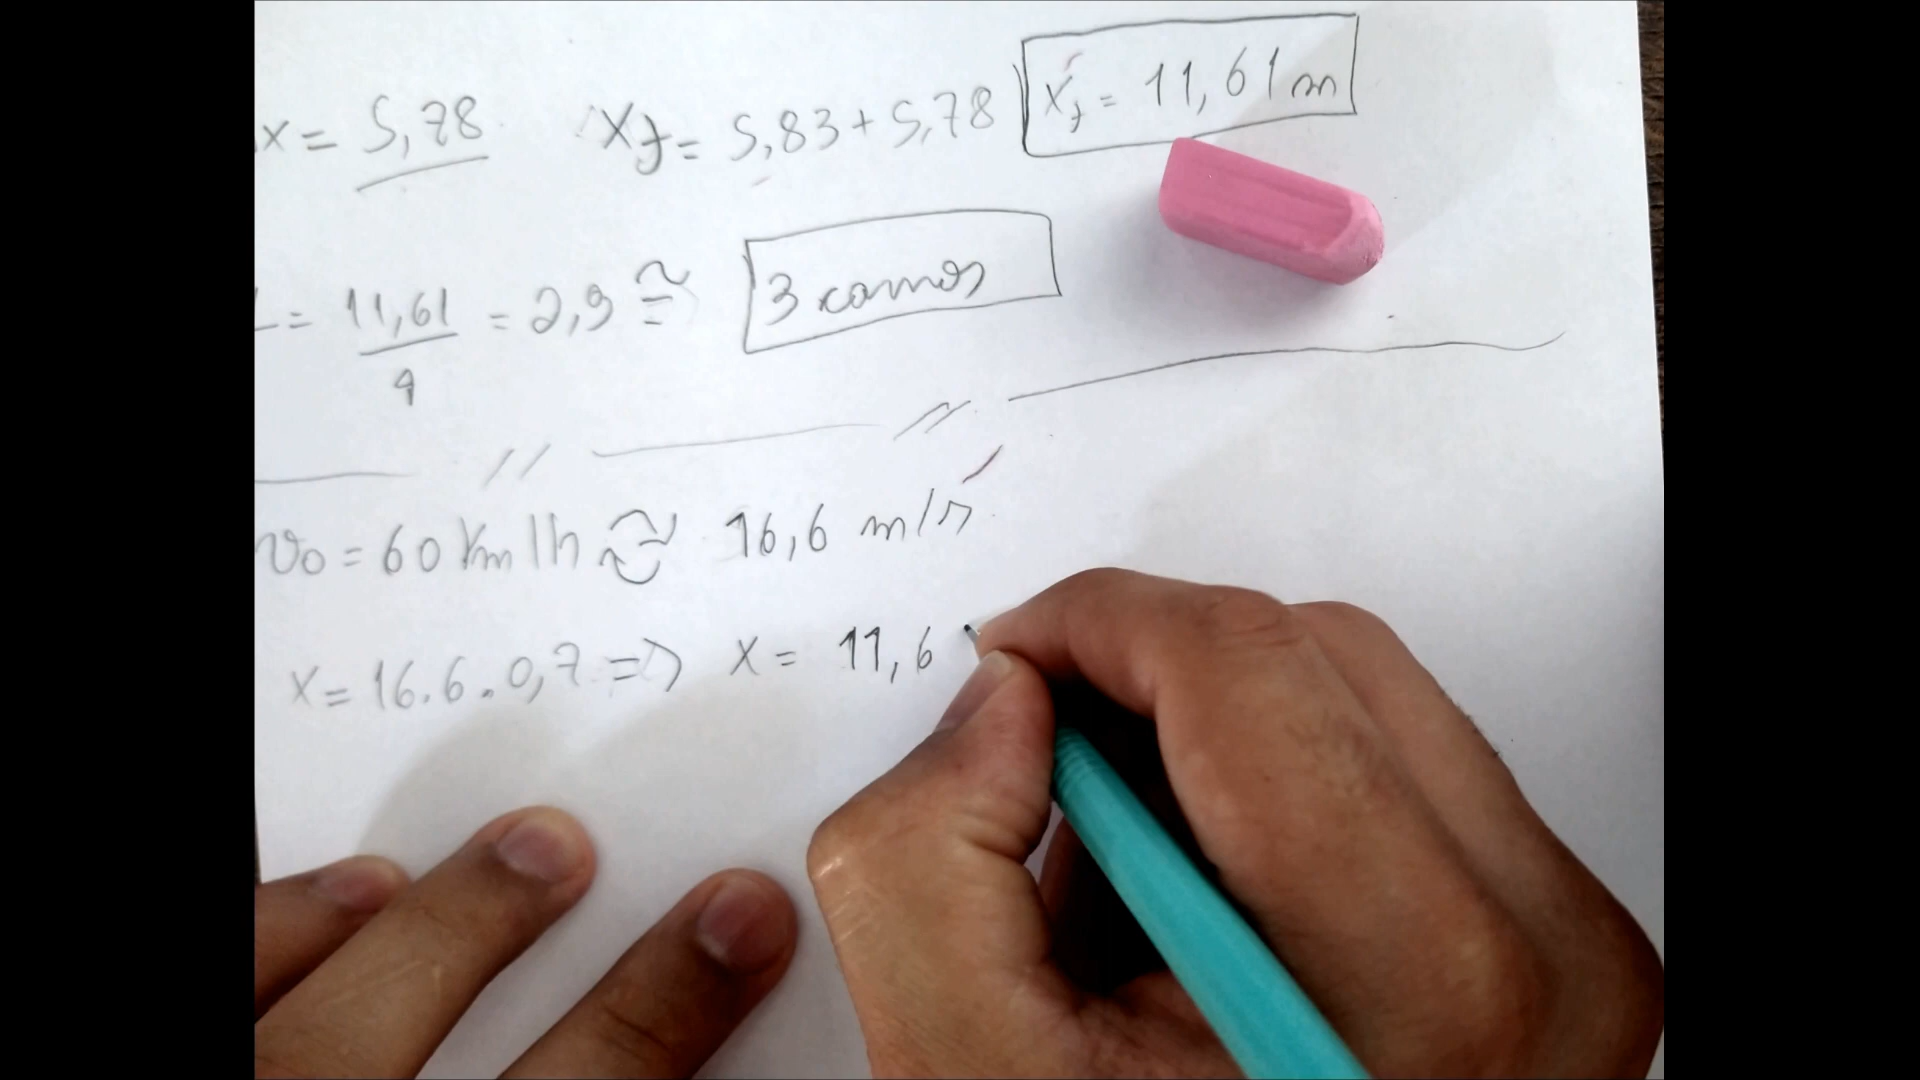 x = 5,78 Xf = 5,83 + 5,78 Xf = 11,61 m
= 11,61/4 = 2,9 ≅ 3 carros
v0 = 60 Km/h ≈ 16,6 m/s
X = 16.6.0,7 => X = 11,6